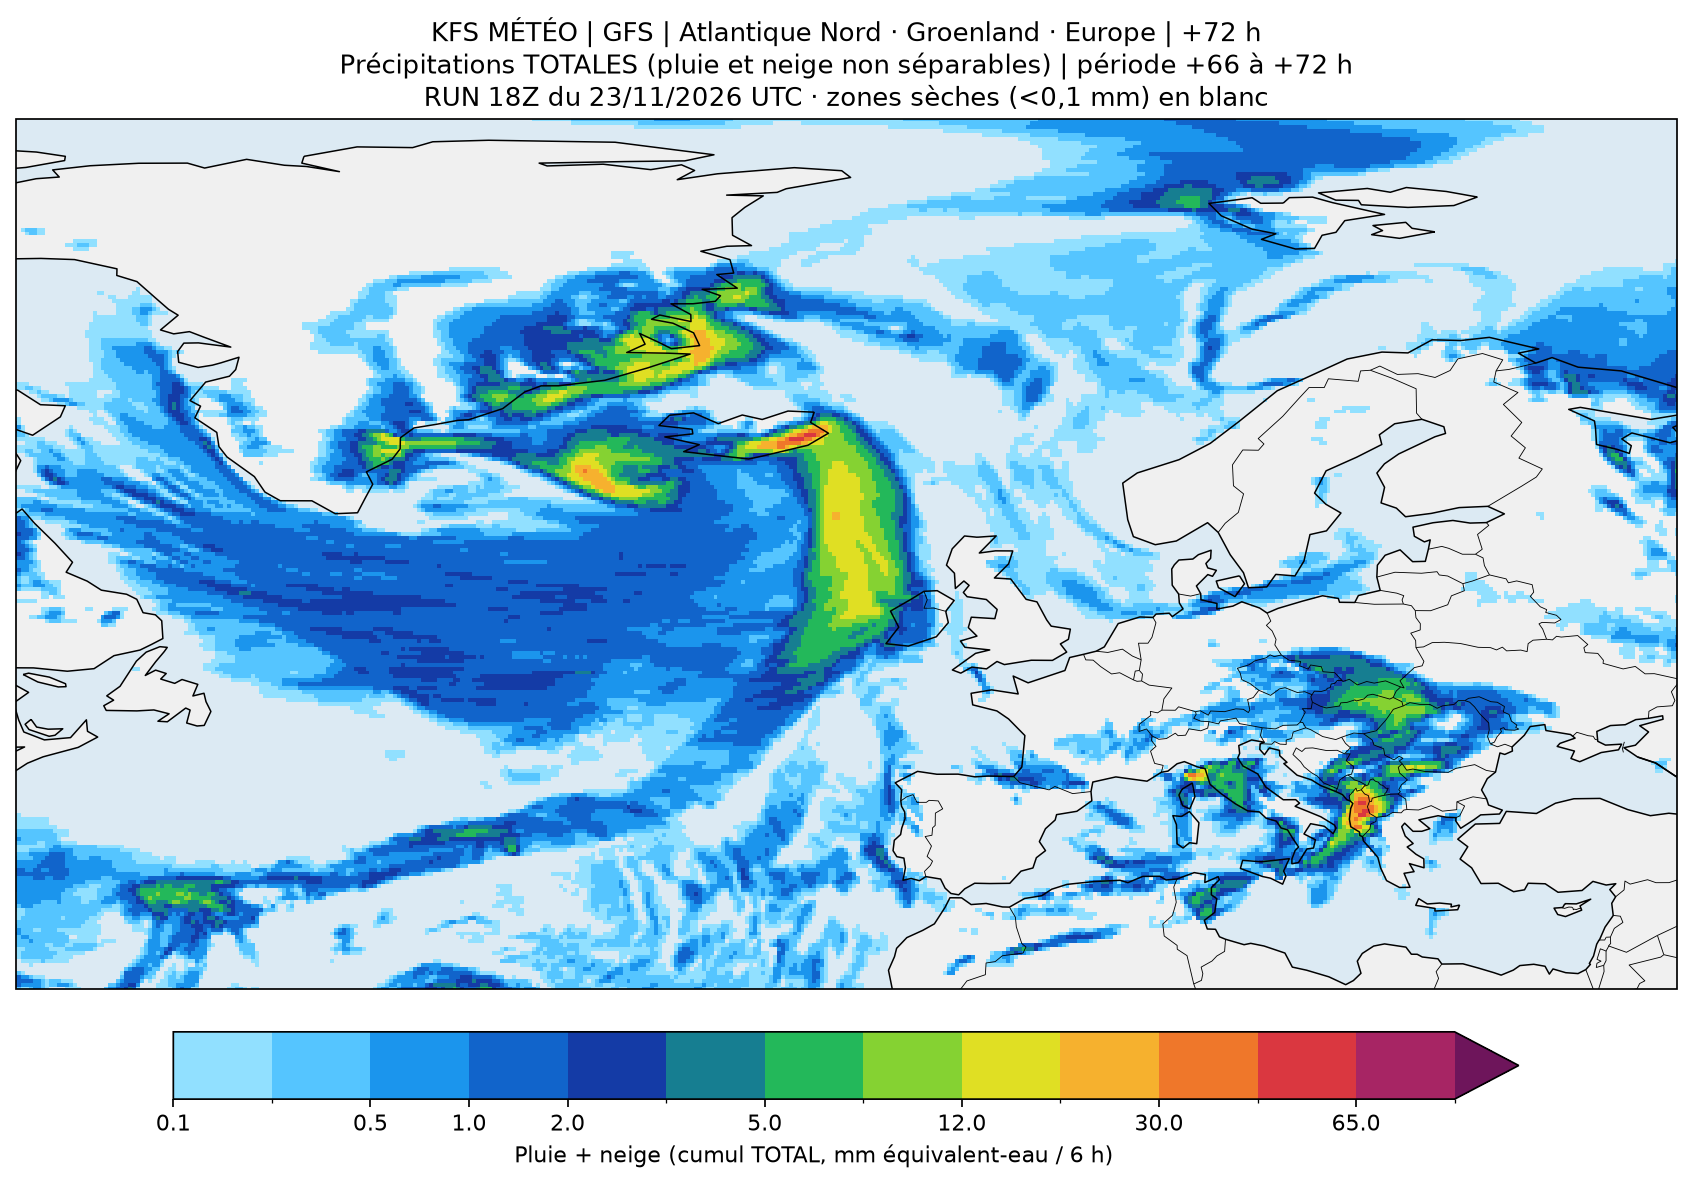 KFS MÉTÉO | GFS | Atlantique Nord · Groenland · Europe | +72 h
Précipitations TOTALES (pluie et neige non séparables) | période +66 à +72 h
RUN 18Z du 23/11/2026 UTC · zones sèches (<0,1 mm) en blanc
0.1 0.5 1.0 2.0 5.0 12.0 30.0 65.0
Pluie + neige (cumul TOTAL, mm équivalent-eau / 6 h)